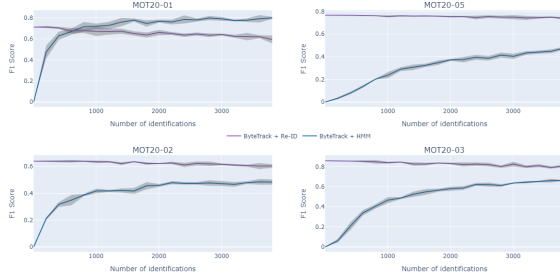 MOT20-01
MOT20-05
0.8
0.6
0.4
0.2
0
F1 Score
1000
2000
3000
Number of identifications
0.8
0.6
0.4
0.2
0
F1 Score
1000
2000
3000
Number of identifications
ByteTrack + Re-ID
ByteTrack + HMM
MOT20-02
MOT20-03
0.6
0.4
0.2
0
F1 Score
1000
2000
3000
Number of identifications
0.8
0.6
0.4
0.2
0
F1 Score
1000
2000
3000
Number of identifications